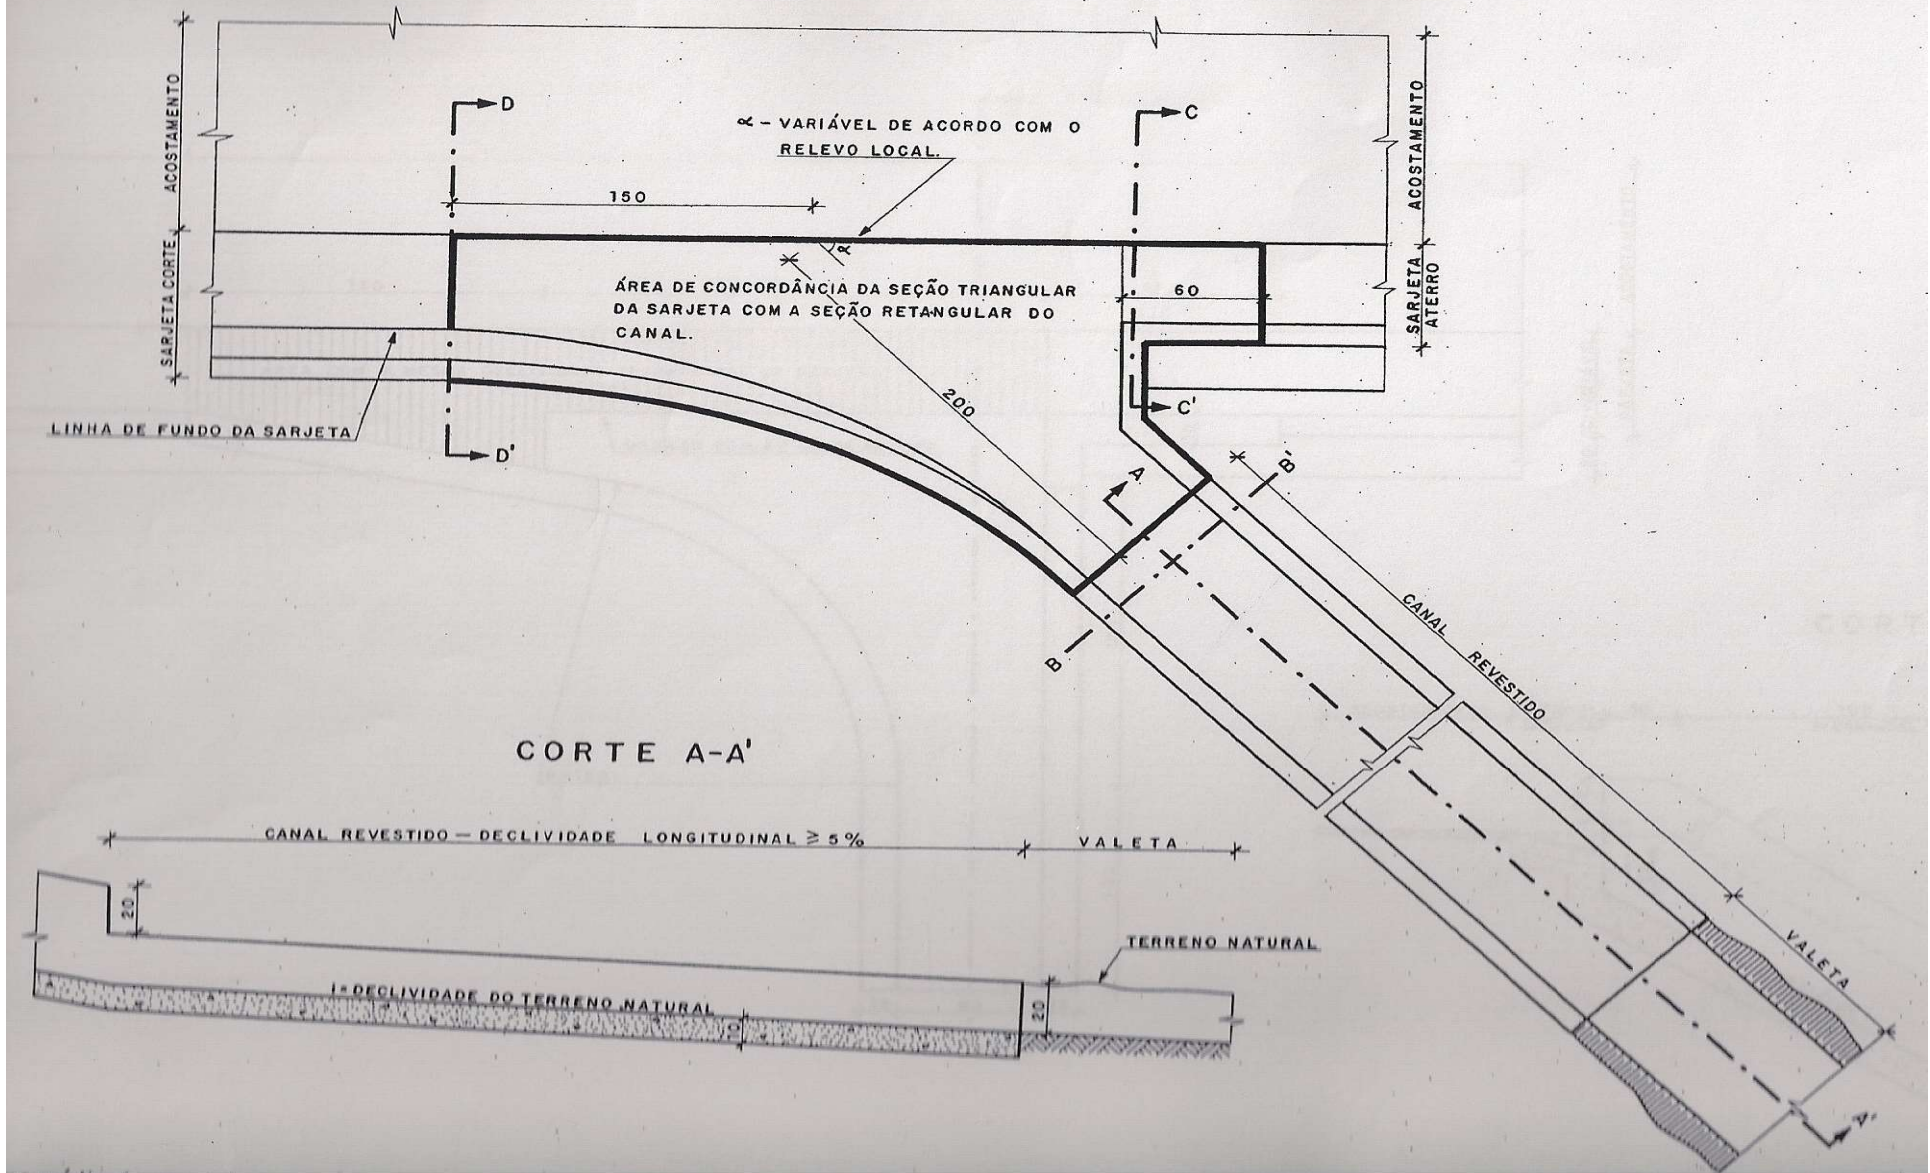 ACOSTAMENTO
D
C
∝ - VARIÁVEL DE ACORDO COM O
RELEVO LOCAL.
ACOSTAMENTO
150
∝
SARJETA CORTE
ÁREA DE CONCORDÂNCIA DA SEÇÃO TRIANGULAR
DA SARJETA COM A SEÇÃO RETANGULAR DO
CANAL.
60
SARJETA
ATERRO
200
C'
LINHA DE FUNDO DA SARJETA
D'
A
B'
B
CANAL
REVESTIDO
CORTE A-A'
CANAL REVESTIDO — DECLIVIDADE LONGITUDINAL ≥ 5%
VALETA
20
TERRENO NATURAL
VALETA
i = DECLIVIDADE DO TERRENO NATURAL
10
20
A'